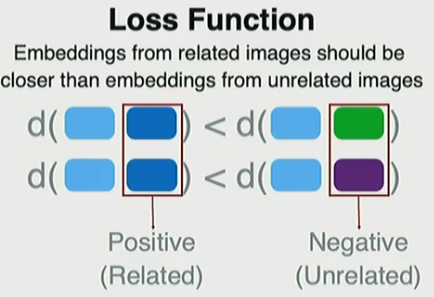 Loss Function
Embeddings from related images should be
closer than embeddings from unrelated images
d( ) < d( )
d( ) < d( )
Positive Negative
(Related) (Unrelated)